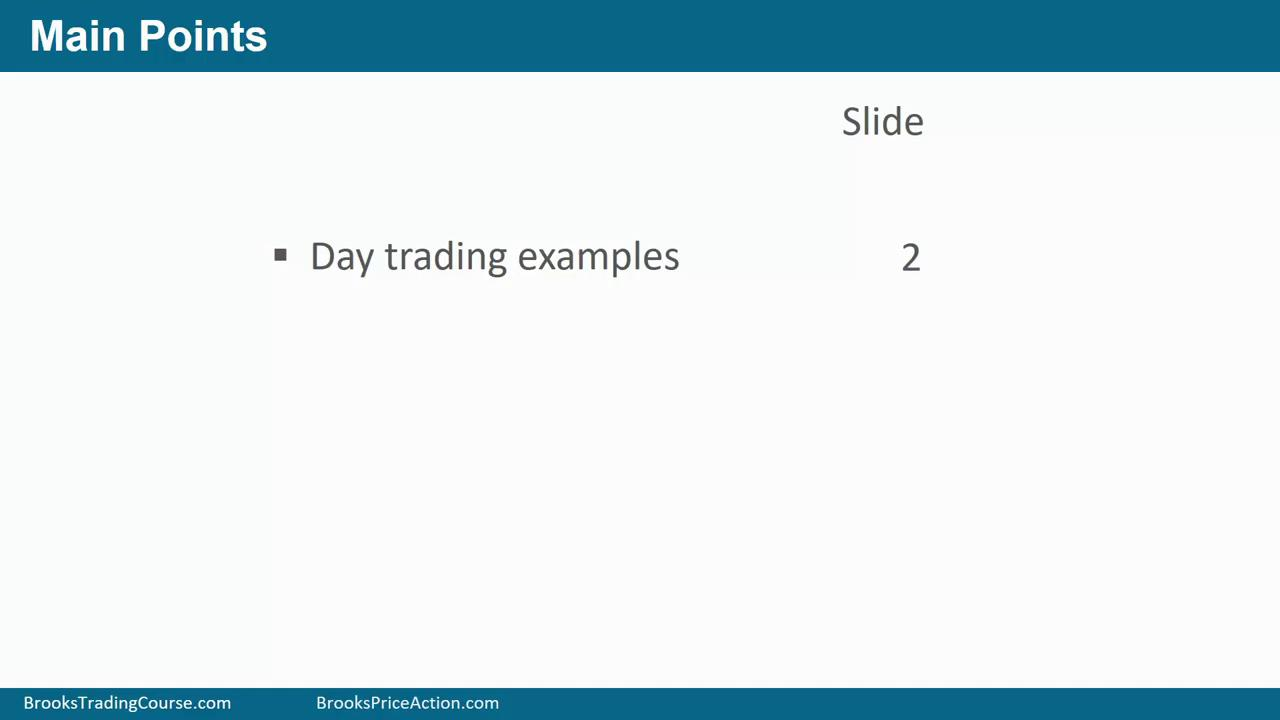 Main Points
Slide
▪ Day trading examples 2
BrooksTradingCourse.com BrooksPriceAction.com